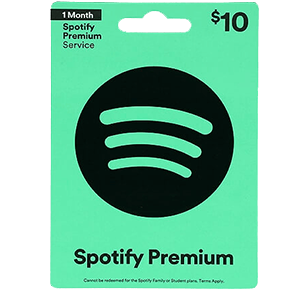 1 Month
Spotify
Premium
Service
$10
Spotify Premium
Cannot be redeemed for the Spotify Family or Student plans. Terms Apply.